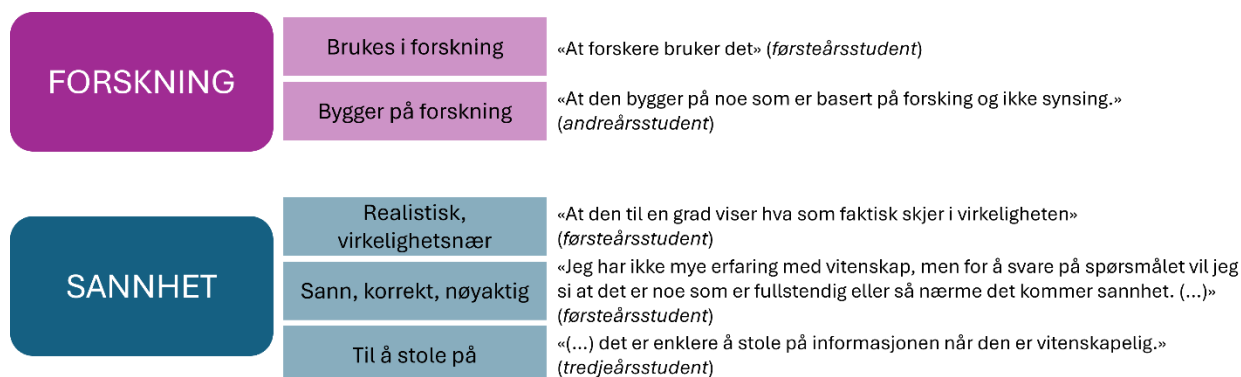 FORSKNING
Brukes i forskning
«At forskere bruker det» (førsteårsstudent)
Bygger på forskning
«At den bygger på noe som er basert på forsking og ikke synsing.»
(andreårsstudent)
SANNHET
Realistisk,
virkelighetsnær
«At den til en grad viser hva som faktisk skjer i virkeligheten»
(førsteårsstudent)
Sann, korrekt, nøyaktig
«Jeg har ikke mye erfaring med vitenskap, men for å svare på spørsmålet vil jeg
si at det er noe som er fullstendig eller så nærme det kommer sannhet. (...)»
(førsteårsstudent)
Til å stole på
«(...) det er enklere å stole på informasjonen når den er vitenskapelig.»
(tredjeårsstudent)